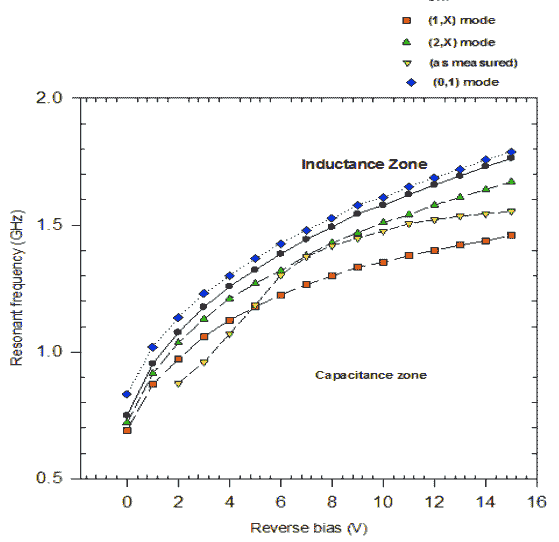 (1,X) mode
(2,X) mode
(as measured)
(0,1) mode
2.0
Inductance Zone
1.5
Resonant frequency (GHz)
1.0
Capacitance zone
0.5
0 2 4 6 8 10 12 14 16
Reverse bias (V)